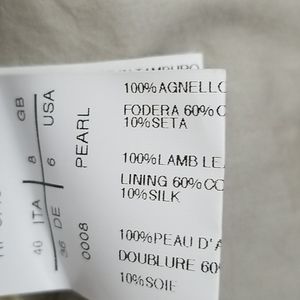 100%AGNELLO
FODERA 60%
10%SETA
100%LAMB
LINING 60%
10%SILK
100%PEAU D'A
DOUBLURE 60
10%SOIE
GB
USA
8
6
PEARL
ITA
DE
40
36
0008